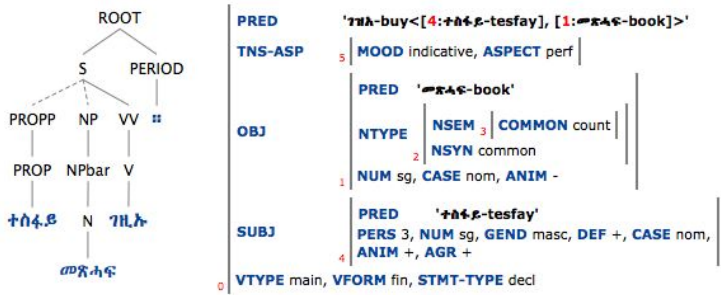 ROOT
S PERIOD
PROPP NP VV ።
PROP NPbar V
ተስፋይ N ገዚኡ
መጽሓፍ
PRED 'ገዝአ-buy<[4:ተስፋይ-tesfay], [1:መጽሓፍ-book]>'
TNS-ASP 5 MOOD indicative, ASPECT perf
PRED 'መጽሓፍ-book'
OBJ NTYPE NSEM 3 COMMON count
2 NSYN common
1 NUM sg, CASE nom, ANIM -
PRED 'ተስፋይ-tesfay'
SUBJ PERS 3, NUM sg, GEND masc, DEF +, CASE nom,
4 ANIM +, AGR +
0 VTYPE main, VFORM fin, STMT-TYPE decl